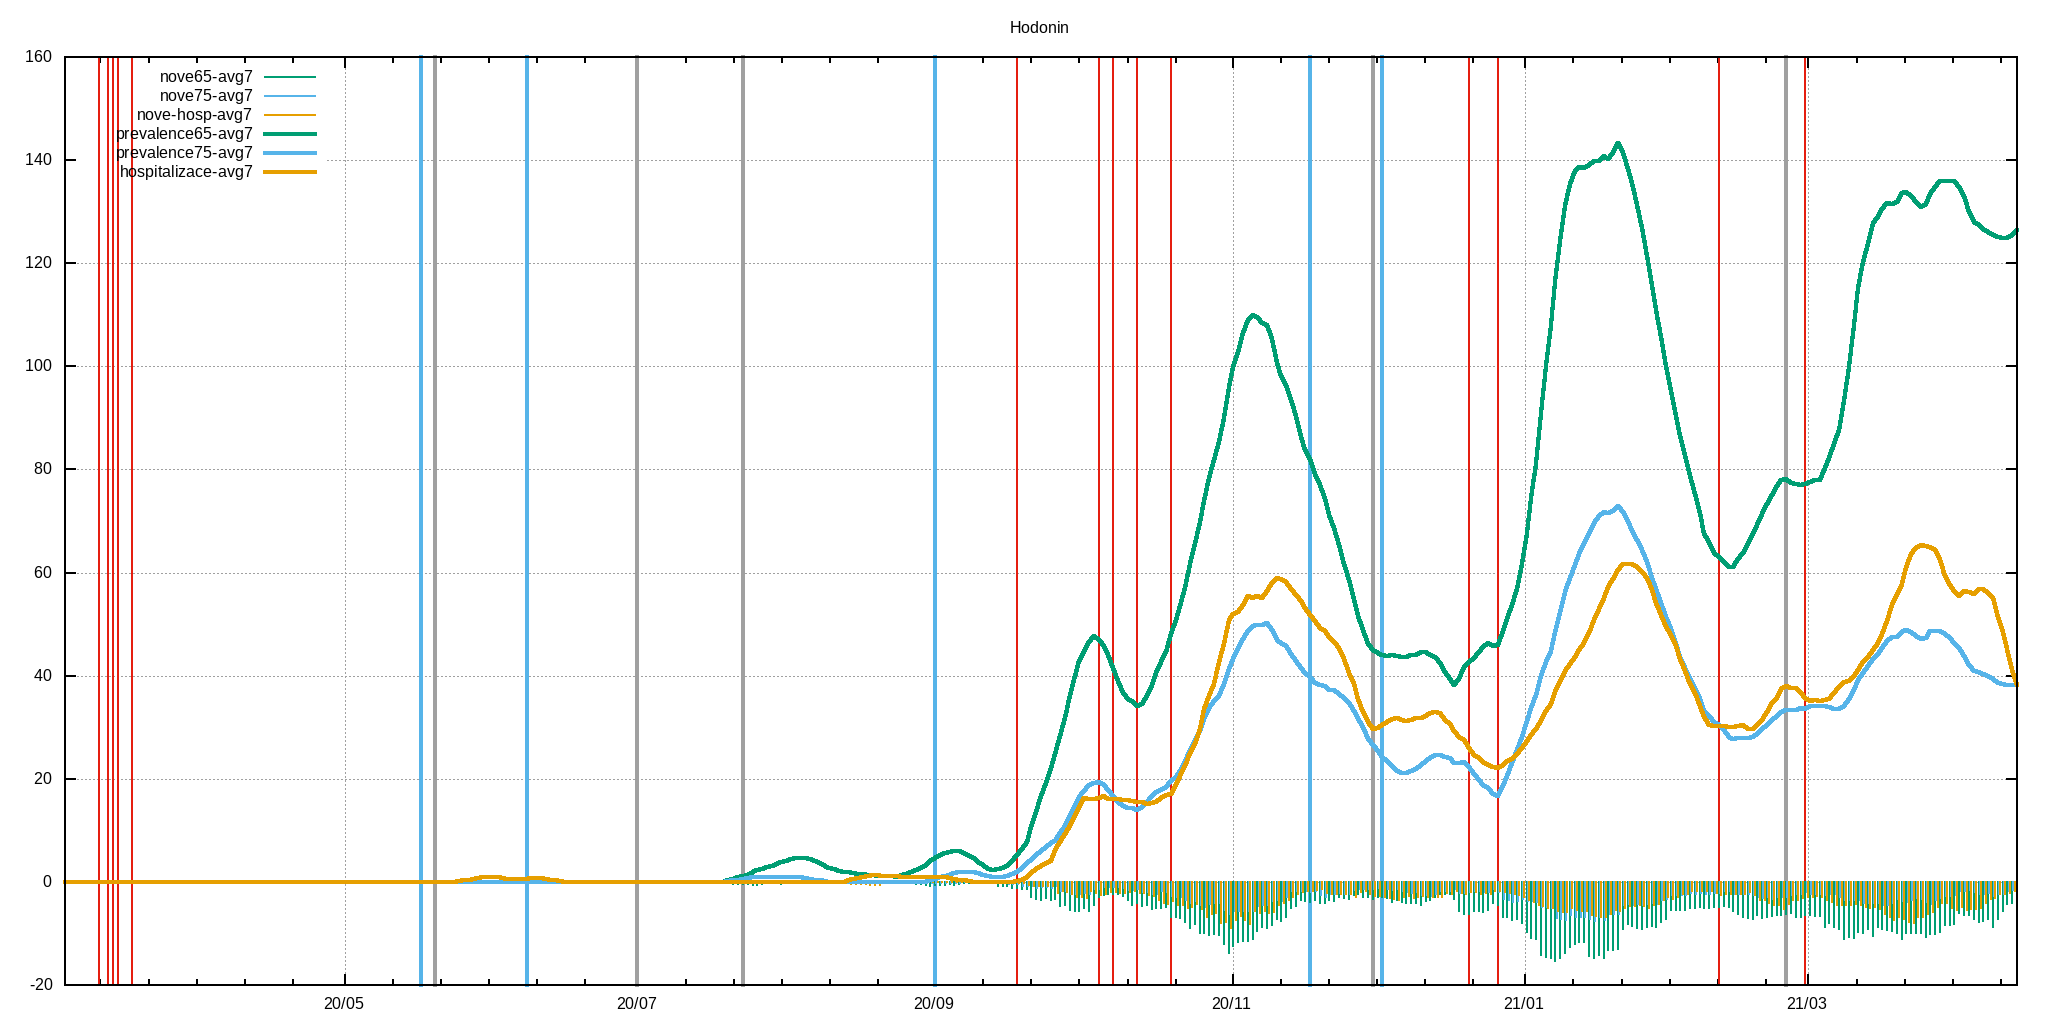 Hodonin
160
140
120
100
80
60
40
20
0
-20
nove65-avg7
nove75-avg7
nove-hosp-avg7
prevalence65-avg7
prevalence75-avg7
hospitalizace-avg7
20/05 20/07 20/09 20/11 21/01 21/03